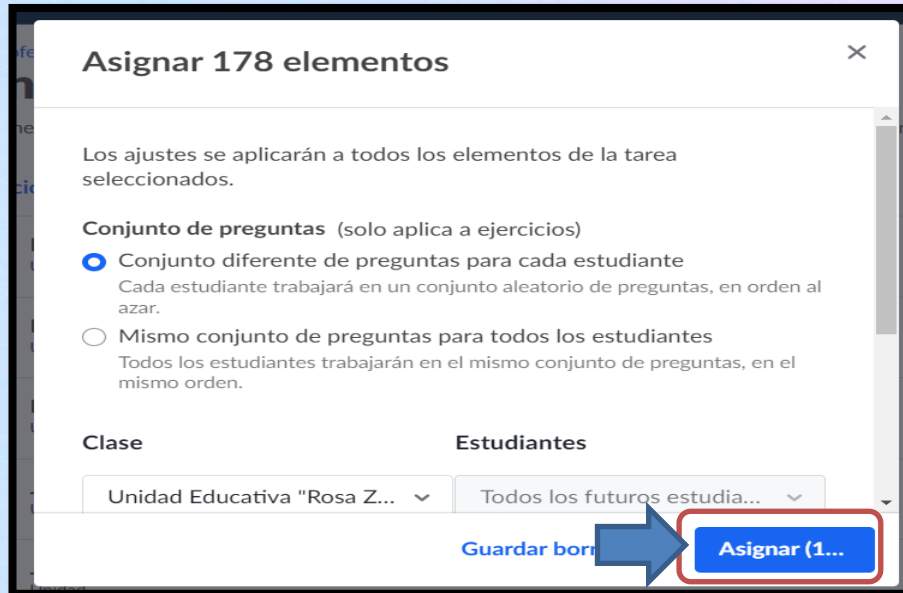 Asignar 178 elementos
Los ajustes se aplicarán a todos los elementos de la tarea
seleccionados.
Conjunto de preguntas (solo aplica a ejercicios)
Conjunto diferente de preguntas para cada estudiante
Cada estudiante trabajará en un conjunto aleatorio de preguntas, en orden al
azar.
Mismo conjunto de preguntas para todos los estudiantes
Todos los estudiantes trabajarán en el mismo conjunto de preguntas, en el
mismo orden.
Clase Estudiantes
Unidad Educativa "Rosa Z... Todos los futuros estudia...
Guardar borr Asignar (1...
Unidad